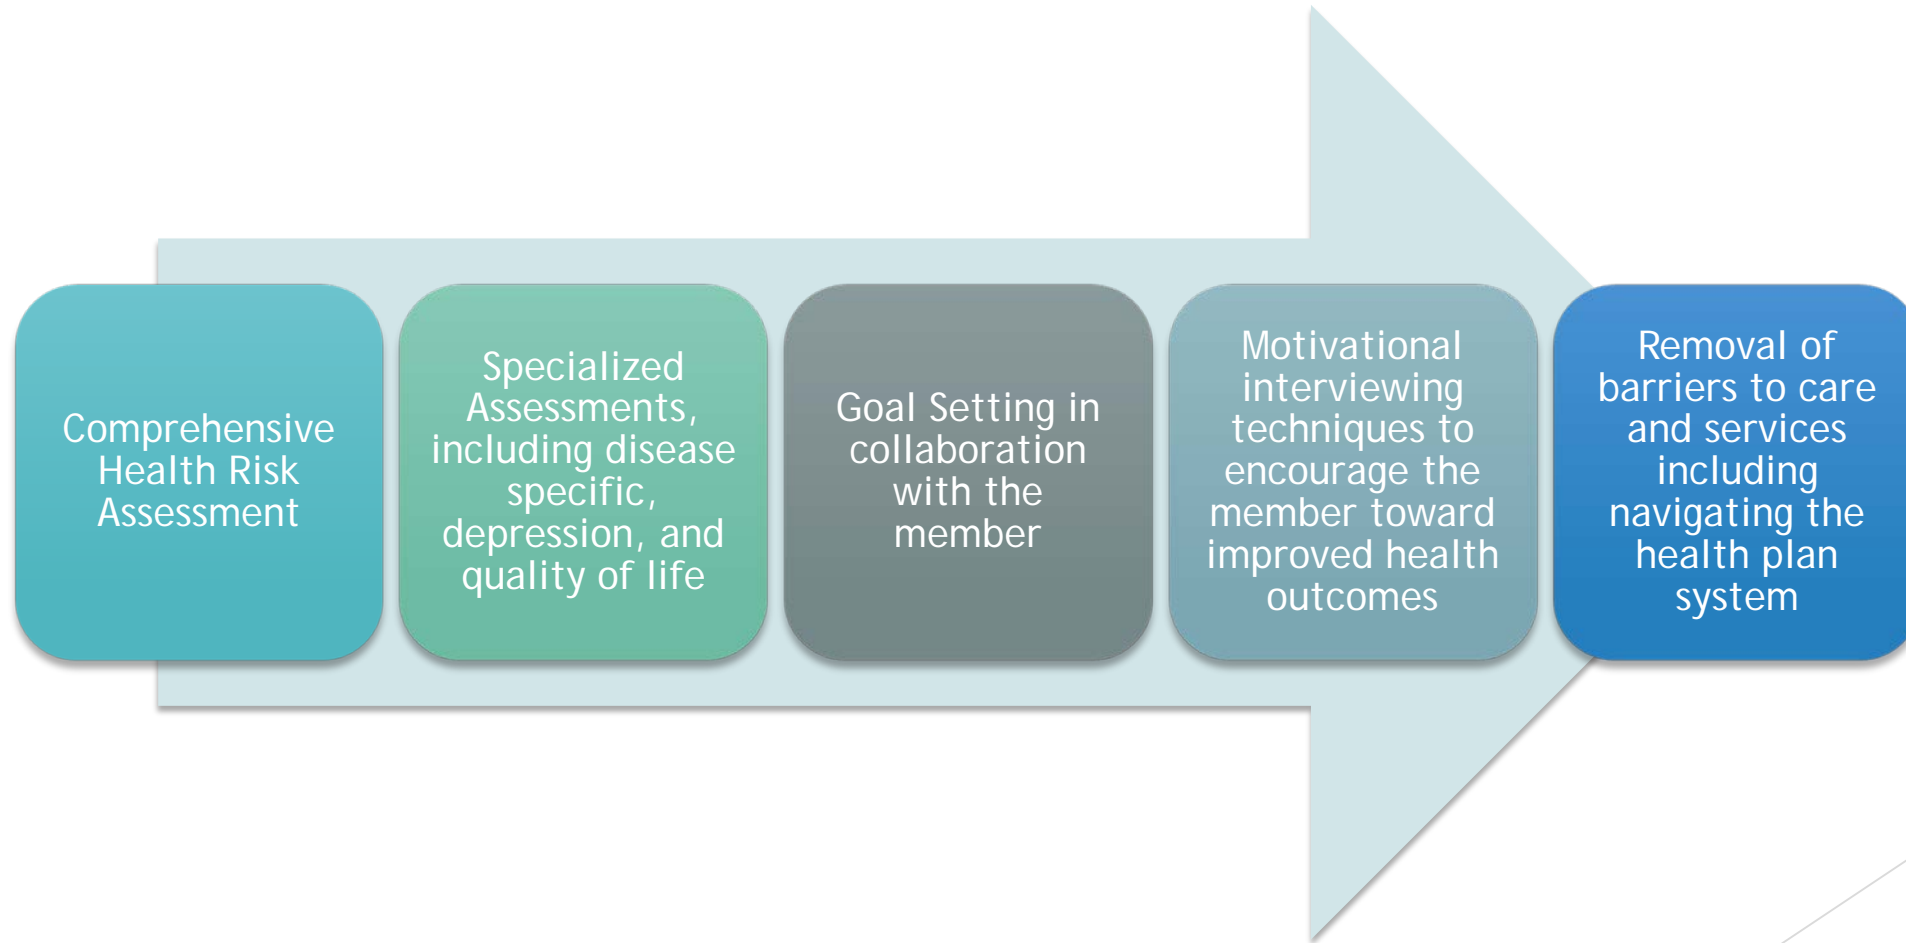 Comprehensive
Health Risk
Assessment
Specialized
Assessments,
including disease
specific,
depression, and
quality of life
Goal Setting in
collaboration
with the
member
Motivational
interviewing
techniques to
encourage the
member toward
improved health
outcomes
Removal of
barriers to care
and services
including
navigating the
health plan
system